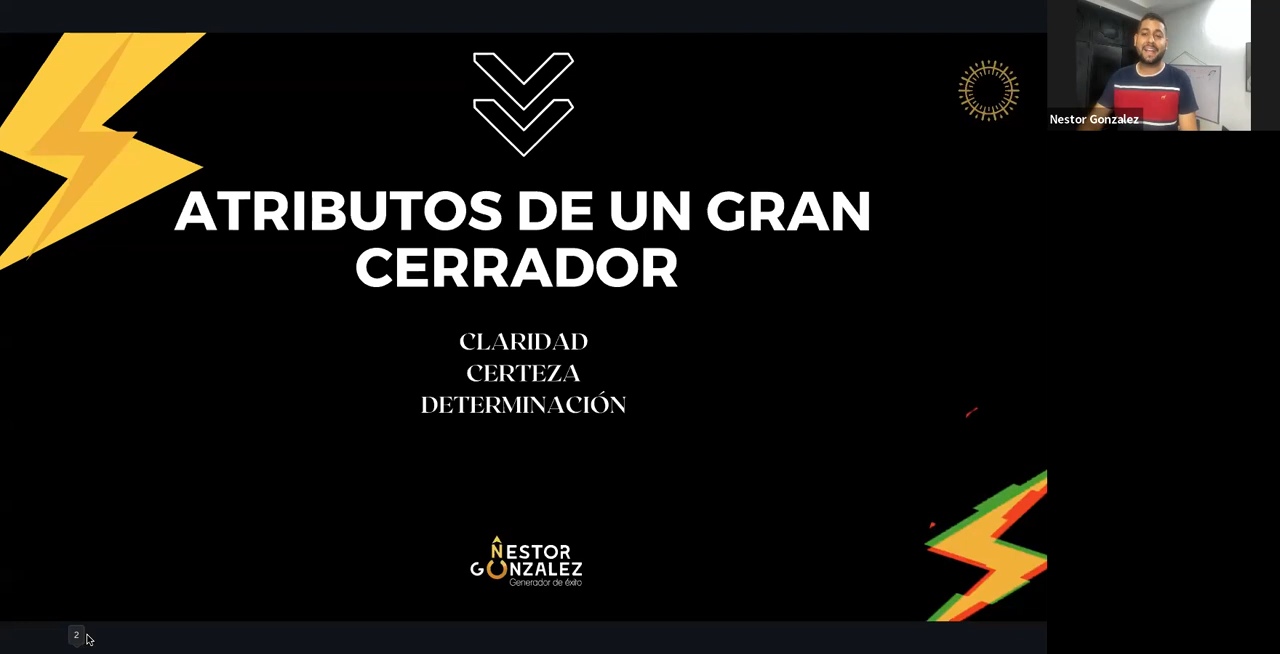 Nestor Gonzalez
ATRIBUTOS DE UN GRAN
CERRADOR
CLARIDAD
CERTEZA
DETERMINACIÓN
NESTOR
GONZALEZ
Generador de éxito
2